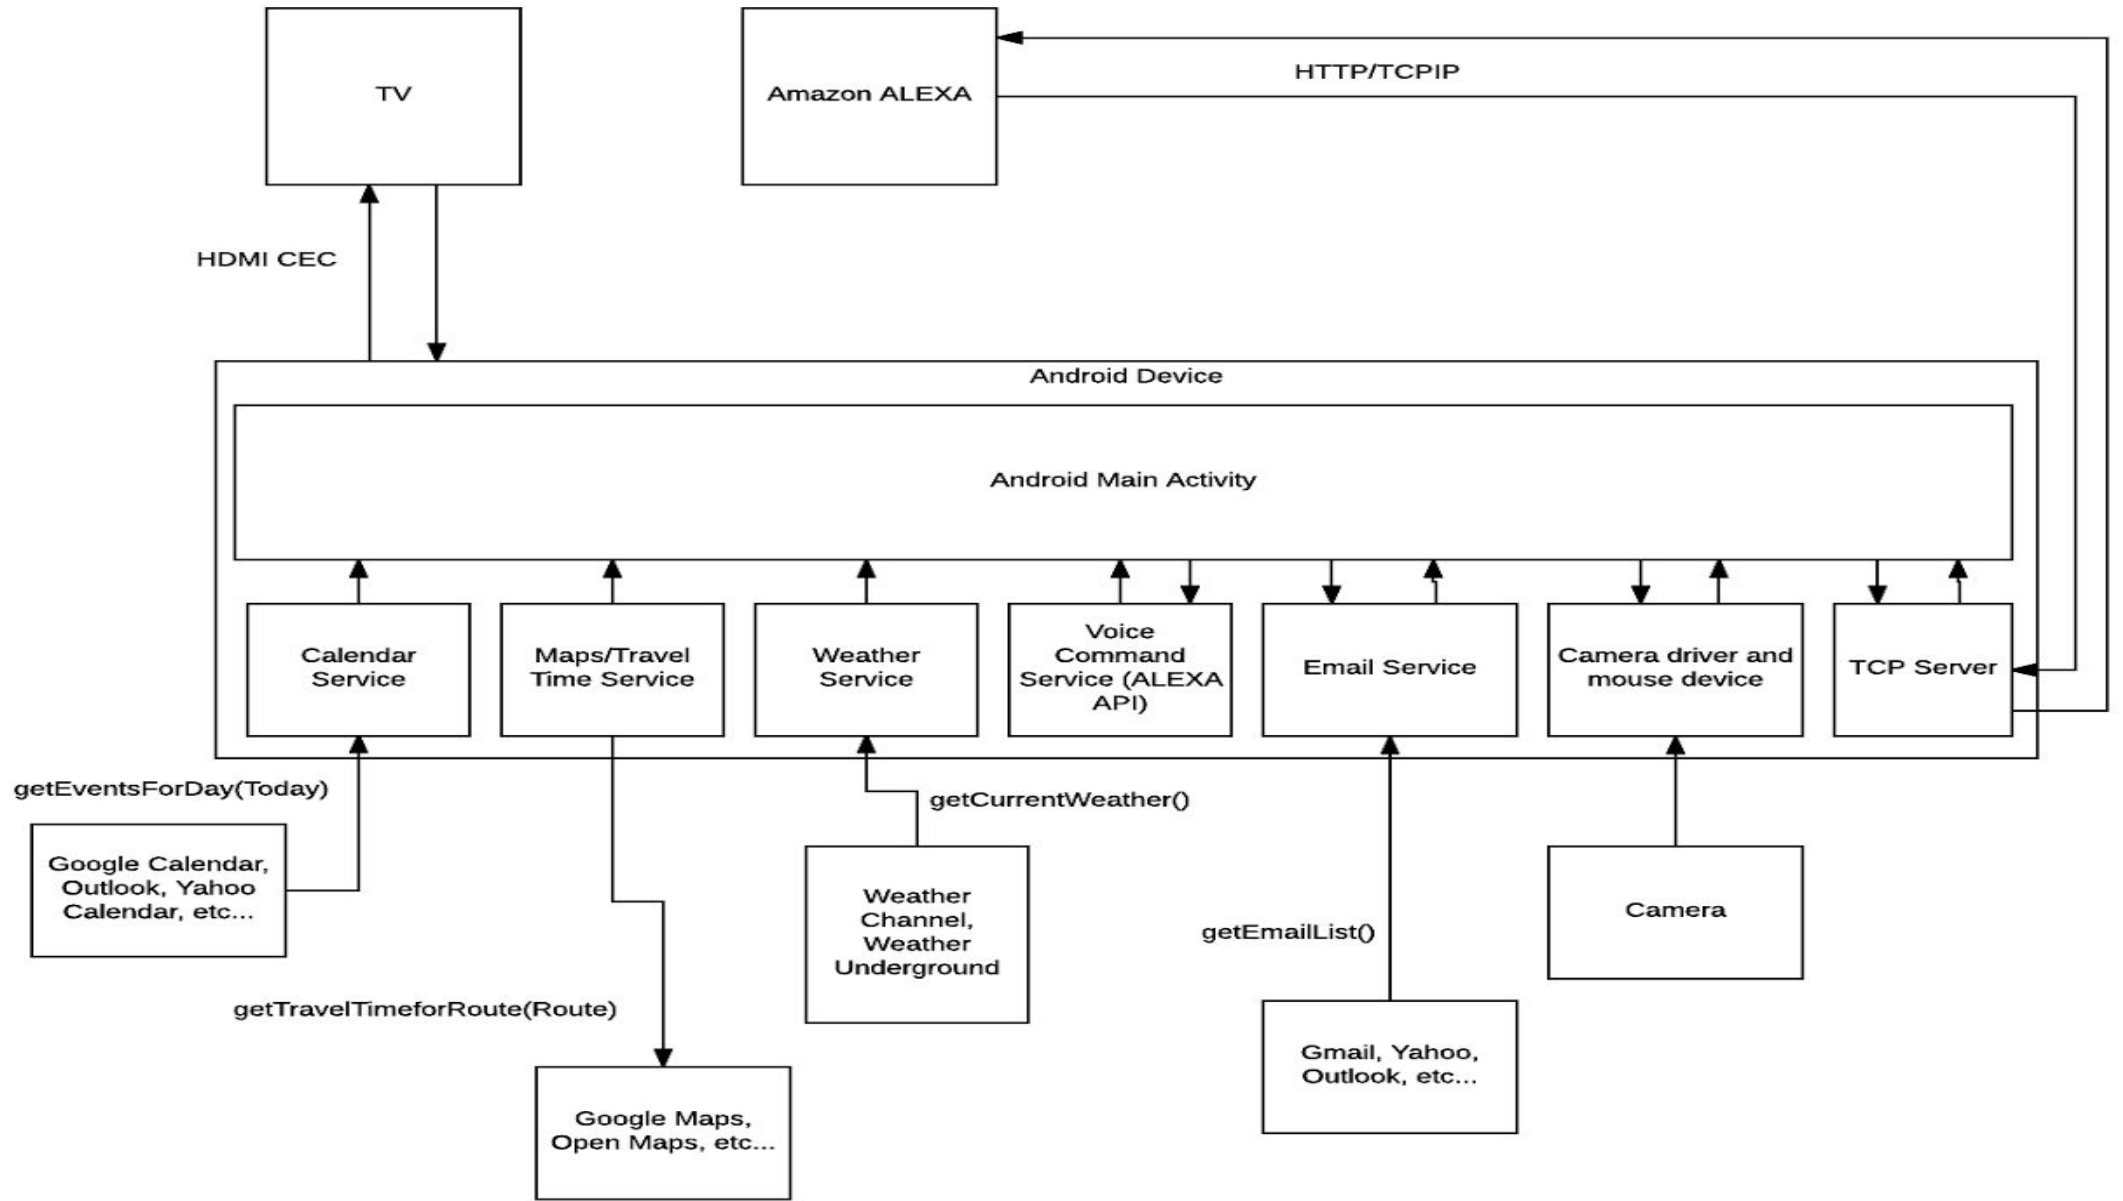 TV
Amazon ALEXA
HTTP/TCPIP
HDMI CEC
Android Device
Android Main Activity
Calendar
Service
Maps/Travel
Time Service
Weather
Service
Voice
Command
Service (ALEXA
API)
Email Service
Camera driver and
mouse device
TCP Server
getEventsForDay(Today)
getCurrentWeather()
Google Calendar,
Outlook, Yahoo
Calendar, etc...
Weather
Channel,
Weather
Underground
Camera
getEmailList()
getTravelTimeforRoute(Route)
Gmail, Yahoo,
Outlook, etc...
Google Maps,
Open Maps, etc...